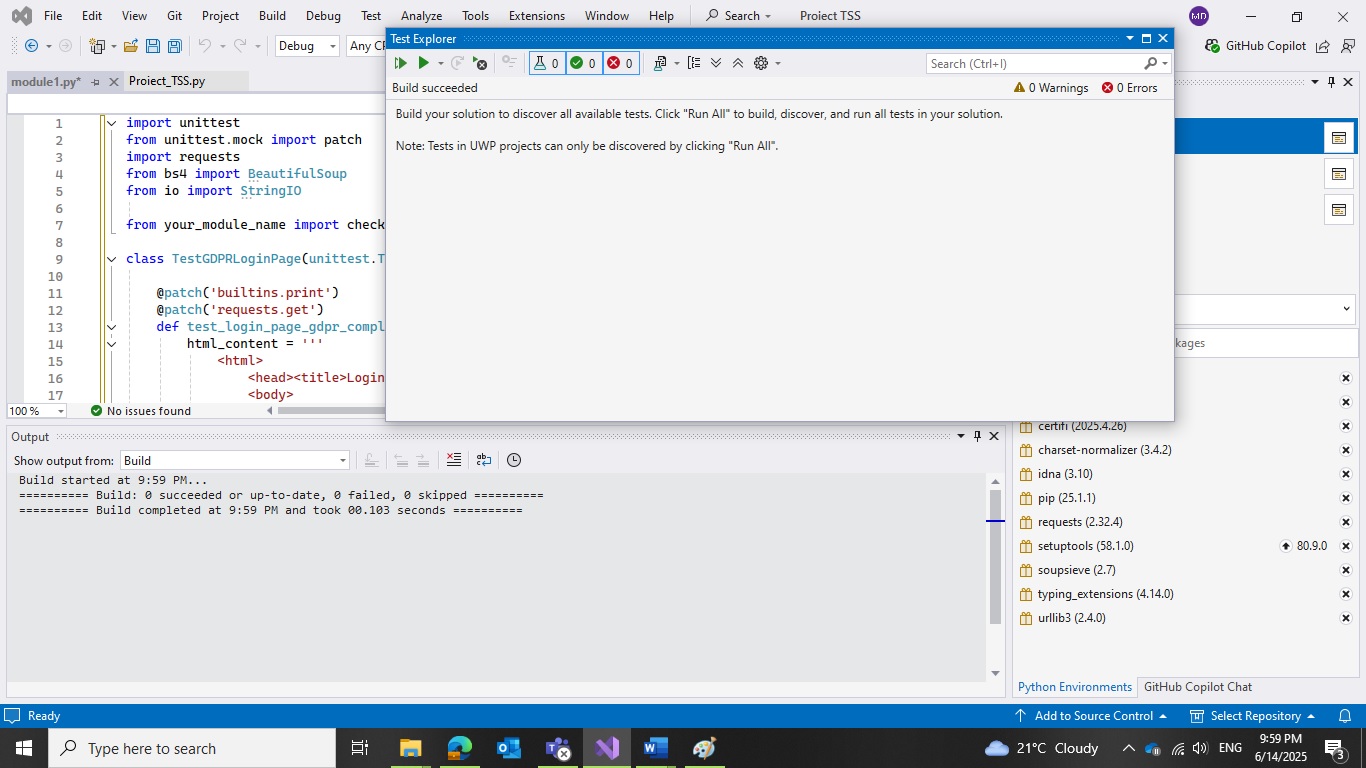 File Edit View Git Project Build Debug Test Analyze Tools Extensions Window Help Search Proiect TSS MD
Debug Any CP GitHub Copilot
Test Explorer
0 0 0 Search (Ctrl+I)
module1.py* Proiect_TSS.py
Build succeeded 0 Warnings 0 Errors
Build your solution to discover all available tests. Click "Run All" to build, discover, and run all tests in your solution.
Note: Tests in UWP projects can only be discovered by clicking "Run All".
1 import unittest
2 from unittest.mock import patch
3 import requests
4 from bs4 import BeautifulSoup
5 from io import StringIO
6
7 from your_module_name import check
8
9 class TestGDPRLoginPage(unittest.T
10
11 @patch('builtins.print')
12 @patch('requests.get')
13 def test_login_page_gdpr_compl
14 html_content = '''
15 <html>
16 <head><title>Login
17 <body>
100 % No issues found
kages
certifi (2025.4.26)
charset-normalizer (3.4.2)
idna (3.10)
pip (25.1.1)
requests (2.32.4)
setuptools (58.1.0) 80.9.0
soupsieve (2.7)
typing_extensions (4.14.0)
urllib3 (2.4.0)
Python Environments GitHub Copilot Chat
Output
Show output from: Build
Build started at 9:59 PM...
========== Build: 0 succeeded or up-to-date, 0 failed, 0 skipped ==========
========== Build completed at 9:59 PM and took 00.103 seconds ==========
Ready Add to Source Control Select Repository
Type here to search 21°C Cloudy ENG 9:59 PM
6/14/2025 3